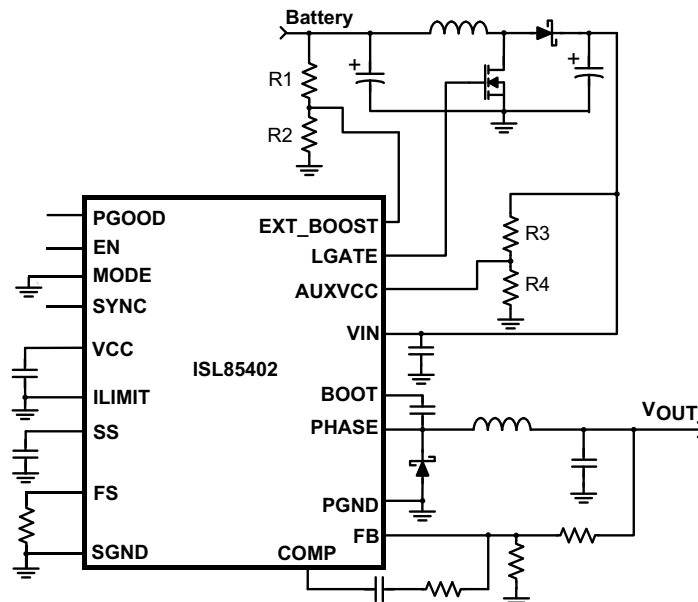 Battery
+
+
R1
R2
PGOOD
EXT_BOOST
EN
LGATE
R3
MODE
AUXVCC
R4
SYNC
VIN
VCC
ISL85402
BOOT
ILIMIT
PHASE
VOUT
SS
FS
PGND
FB
SGND
COMP